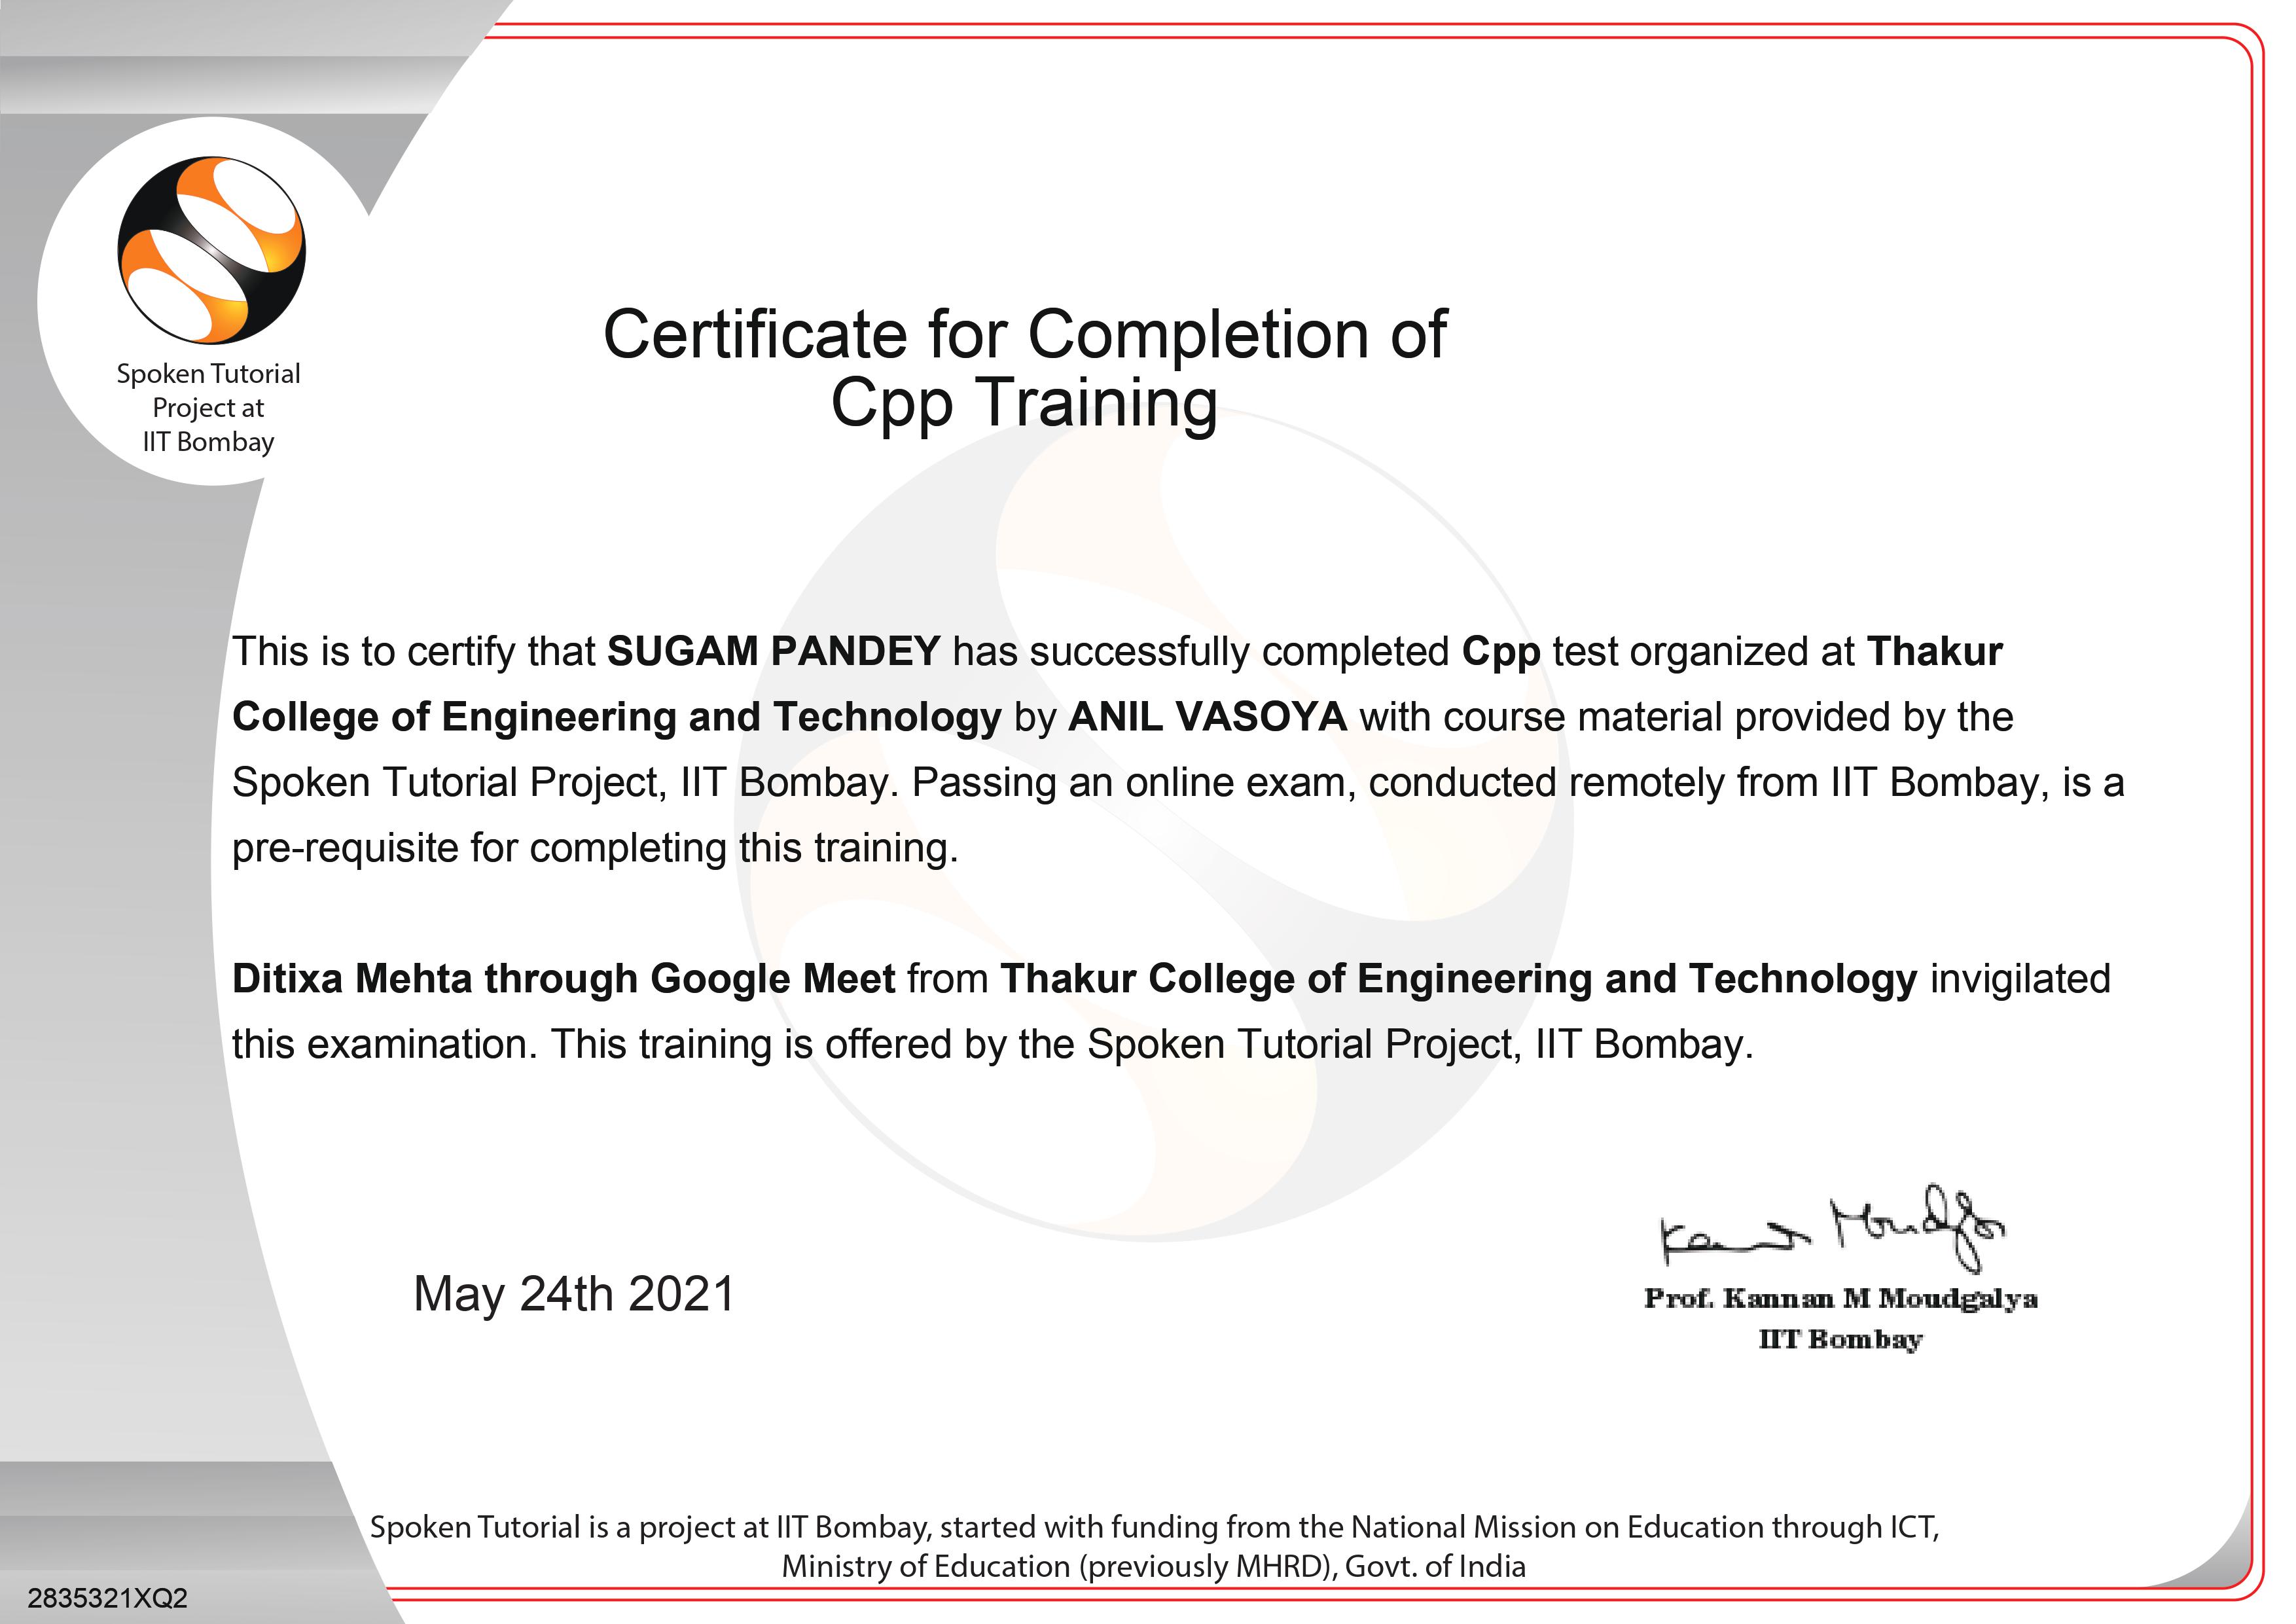 Spoken Tutorial
Project at
IIT Bombay
Certificate for Completion of
Cpp Training
This is to certify that SUGAM PANDEY has successfully completed Cpp test organized at Thakur
College of Engineering and Technology by ANIL VASOYA with course material provided by the
Spoken Tutorial Project, IIT Bombay. Passing an online exam, conducted remotely from IIT Bombay, is a
pre-requisite for completing this training.
Ditixa Mehta through Google Meet from Thakur College of Engineering and Technology invigilated
this examination. This training is offered by the Spoken Tutorial Project, IIT Bombay.
May 24th 2021
Kannan Moudgalya
Prof. Kannan M Moudgalya
IIT Bombay
Spoken Tutorial is a project at IIT Bombay, started with funding from the National Mission on Education through ICT,
Ministry of Education (previously MHRD), Govt. of India
2835321XQ2